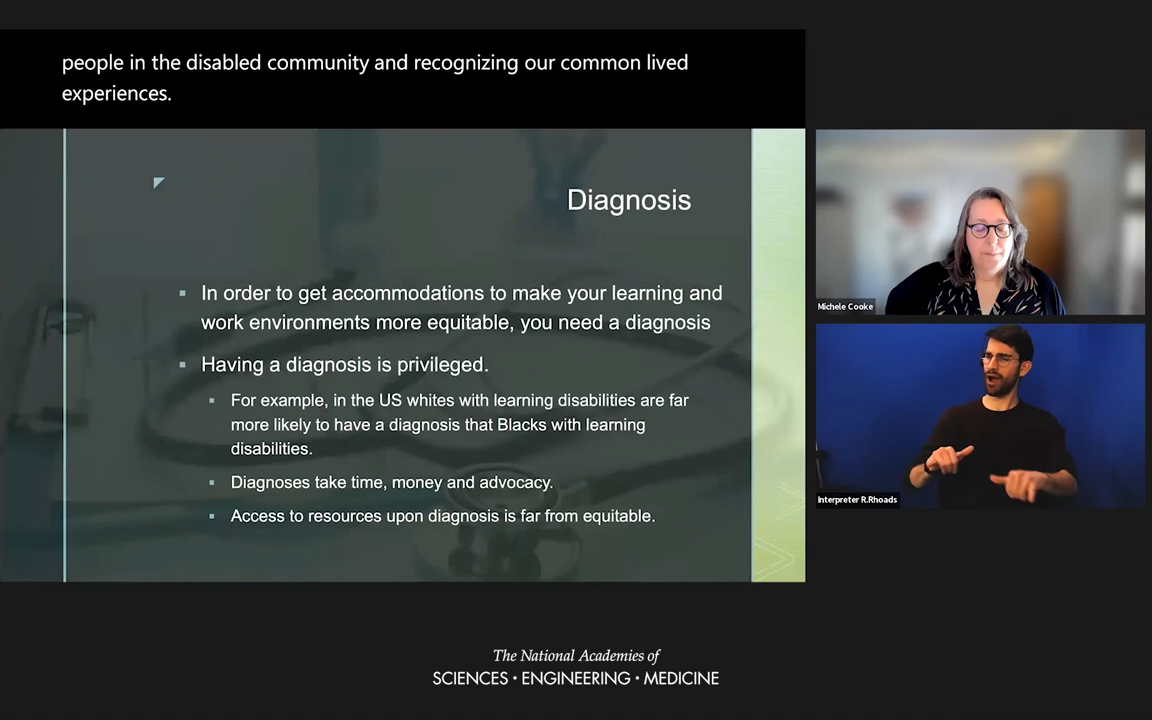 people in the disabled community and recognizing our common lived
experiences.
Diagnosis
▪ In order to get accommodations to make your learning and
work environments more equitable, you need a diagnosis
▪ Having a diagnosis is privileged.
▪ For example, in the US whites with learning disabilities are far
more likely to have a diagnosis that Blacks with learning
disabilities.
▪ Diagnoses take time, money and advocacy.
▪ Access to resources upon diagnosis is far from equitable.
Michele Cooke
Interpreter R.Rhoads
The National Academies of
SCIENCES • ENGINEERING • MEDICINE